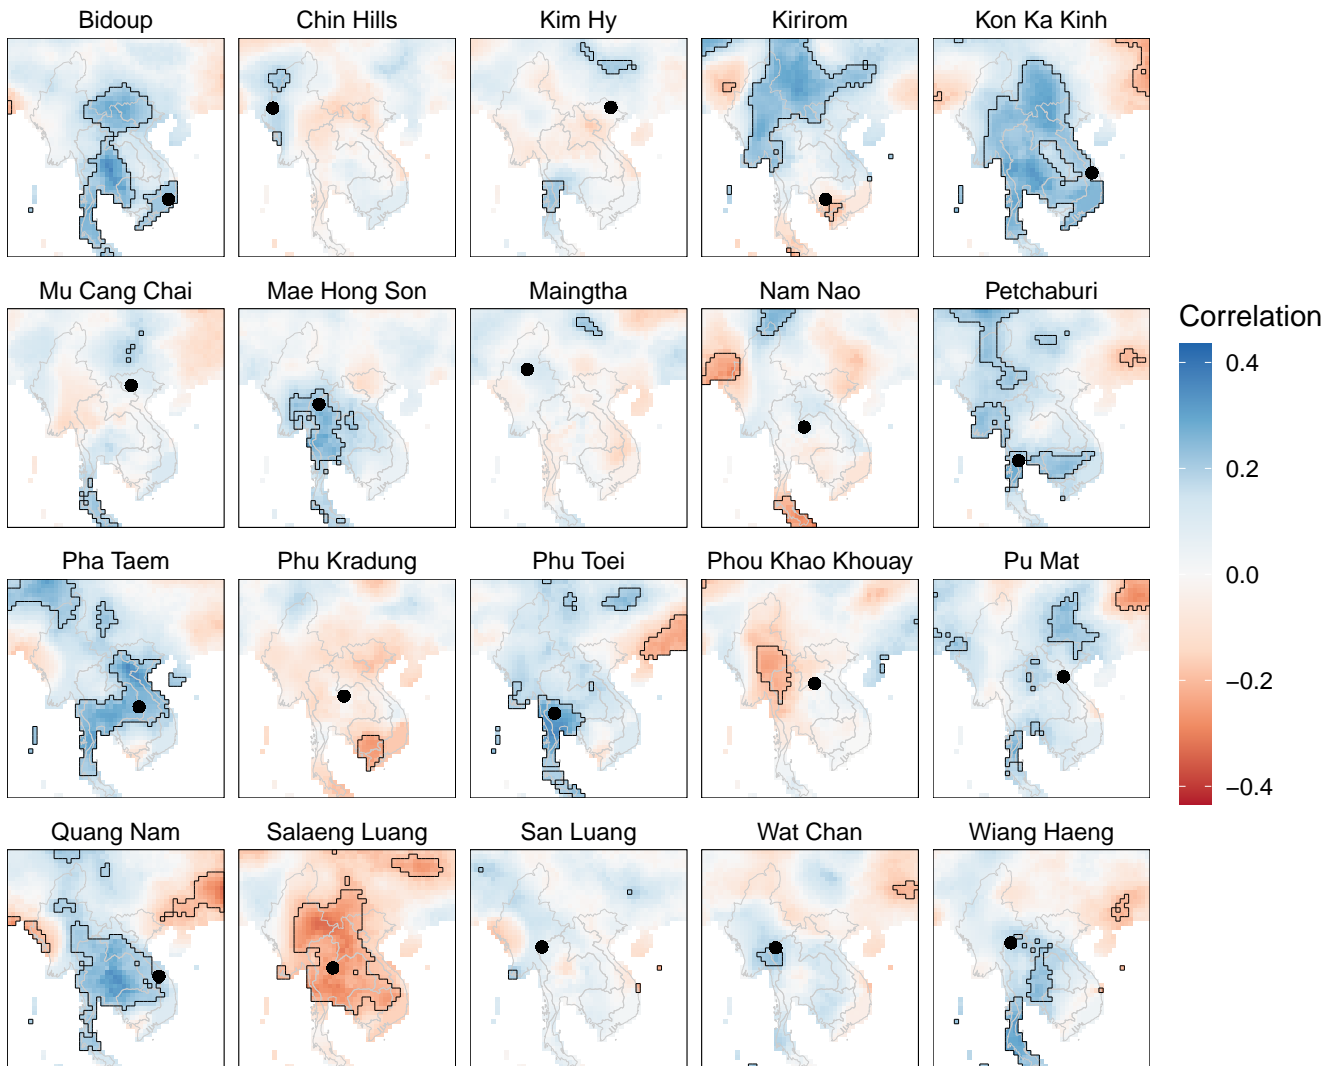 Bidoup Chin Hills Kim Hy Kirirom Kon Ka Kinh
Mu Cang Chai Mae Hong Son Maingtha Nam Nao Petchaburi
Correlation
0.4
0.2
0.0
−0.2
−0.4
Pha Taem Phu Kradung Phu Toei Phou Khao Khouay Pu Mat
Quang Nam Salaeng Luang San Luang Wat Chan Wiang Haeng